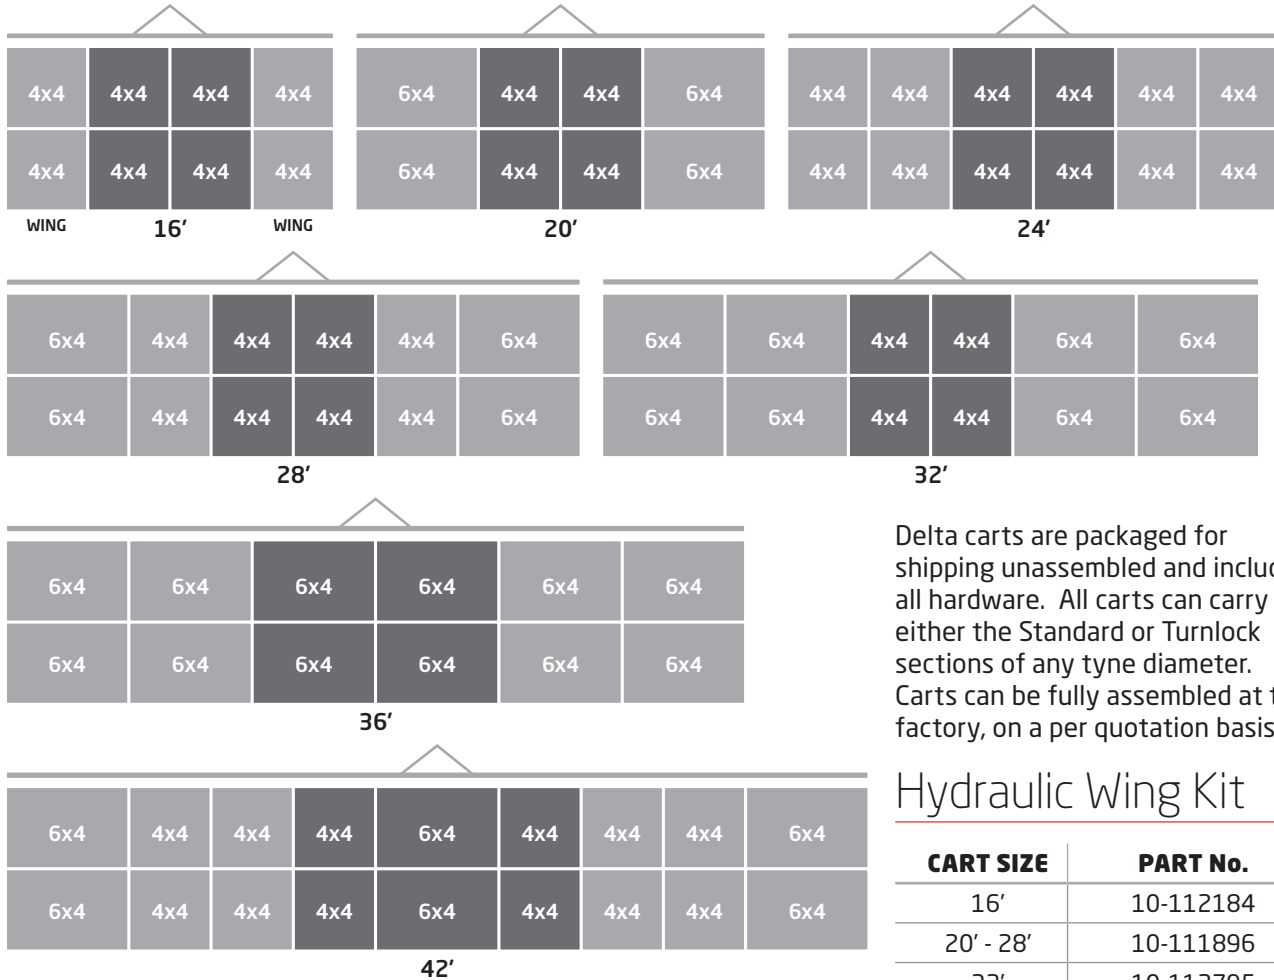 4x4 4x4 4x4 4x4
4x4 4x4 4x4 4x4
WING 16′ WING
6x4 4x4 4x4 6x4
6x4 4x4 4x4 6x4
20′
4x4 4x4 4x4 4x4 4x4 4x4
4x4 4x4 4x4 4x4 4x4 4x4
24′
6x4 4x4 4x4 4x4 4x4 6x4
6x4 4x4 4x4 4x4 4x4 6x4
28′
6x4 6x4 4x4 4x4 6x4 6x4
6x4 6x4 4x4 4x4 6x4 6x4
32′
6x4 6x4 6x4 6x4 6x4 6x4
6x4 6x4 6x4 6x4 6x4 6x4
36′
6x4 4x4 4x4 4x4 6x4 4x4 4x4 4x4 6x4
6x4 4x4 4x4 4x4 6x4 4x4 4x4 4x4 6x4
42′
Delta carts are packaged for
shipping unassembled and
all hardware. All carts can carry
either the Standard or Turnlock
sections of any tyne diameter.
Carts can be fully assembled at
factory, on a per quotation basis
Hydraulic Wing Kit
CART SIZE PART No.
16′ 10-112184
20′ - 28′ 10-111896